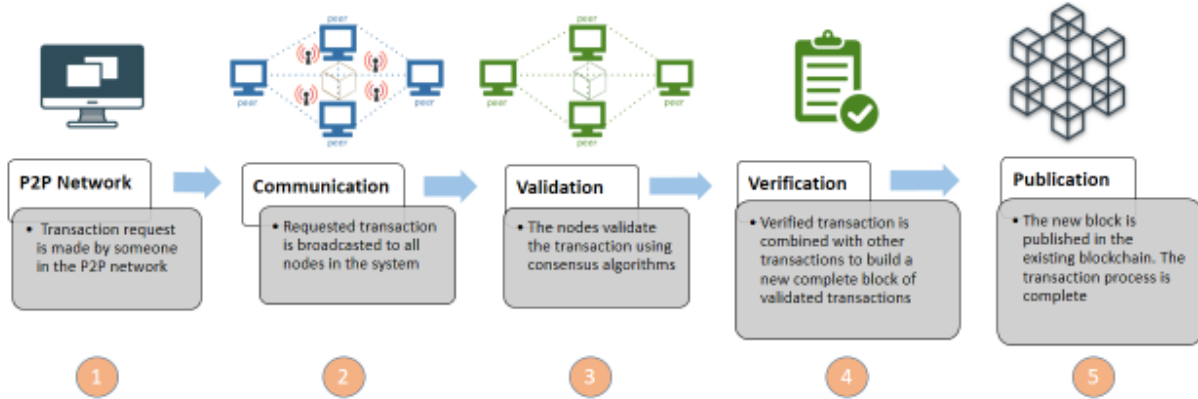 peer
peer
peer
peer
peer
peer
peer
peer
P2P Network
• Transaction request
is made by someone
in the P2P network
Communication
• Requested transaction
is broadcasted to all
nodes in the system
Validation
• The nodes validate
the transaction using
consensus algorithms
Verification
• Verified transaction is
combined with other
transactions to build a
new complete block of
validated transactions
Publication
• The new block is
published in the
existing blockchain. The
transaction process is
complete
1
2
3
4
5